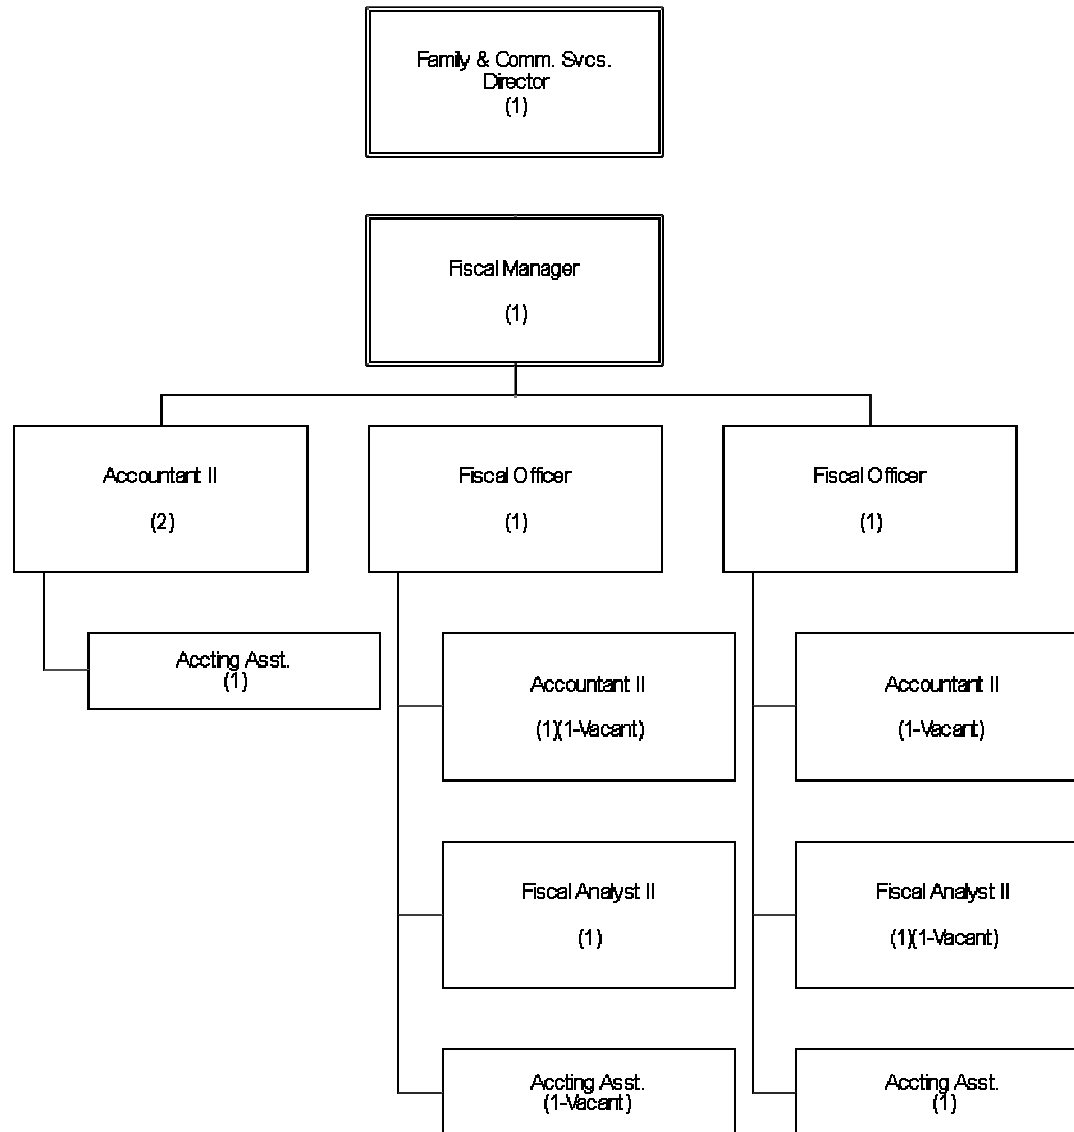 Family & Comm. Svcs.
Director
(1)
Fiscal Manager
(1)
Accountant II
(2)
Fiscal Officer
(1)
Fiscal Officer
(1)
Accting Asst.
(1)
Accountant II
(1)(1-Vacant)
Accountant II
(1-Vacant)
Fiscal Analyst II
(1)
Fiscal Analyst II
(1)(1-Vacant)
Accting Asst.
(1-Vacant)
Accting Asst.
(1)